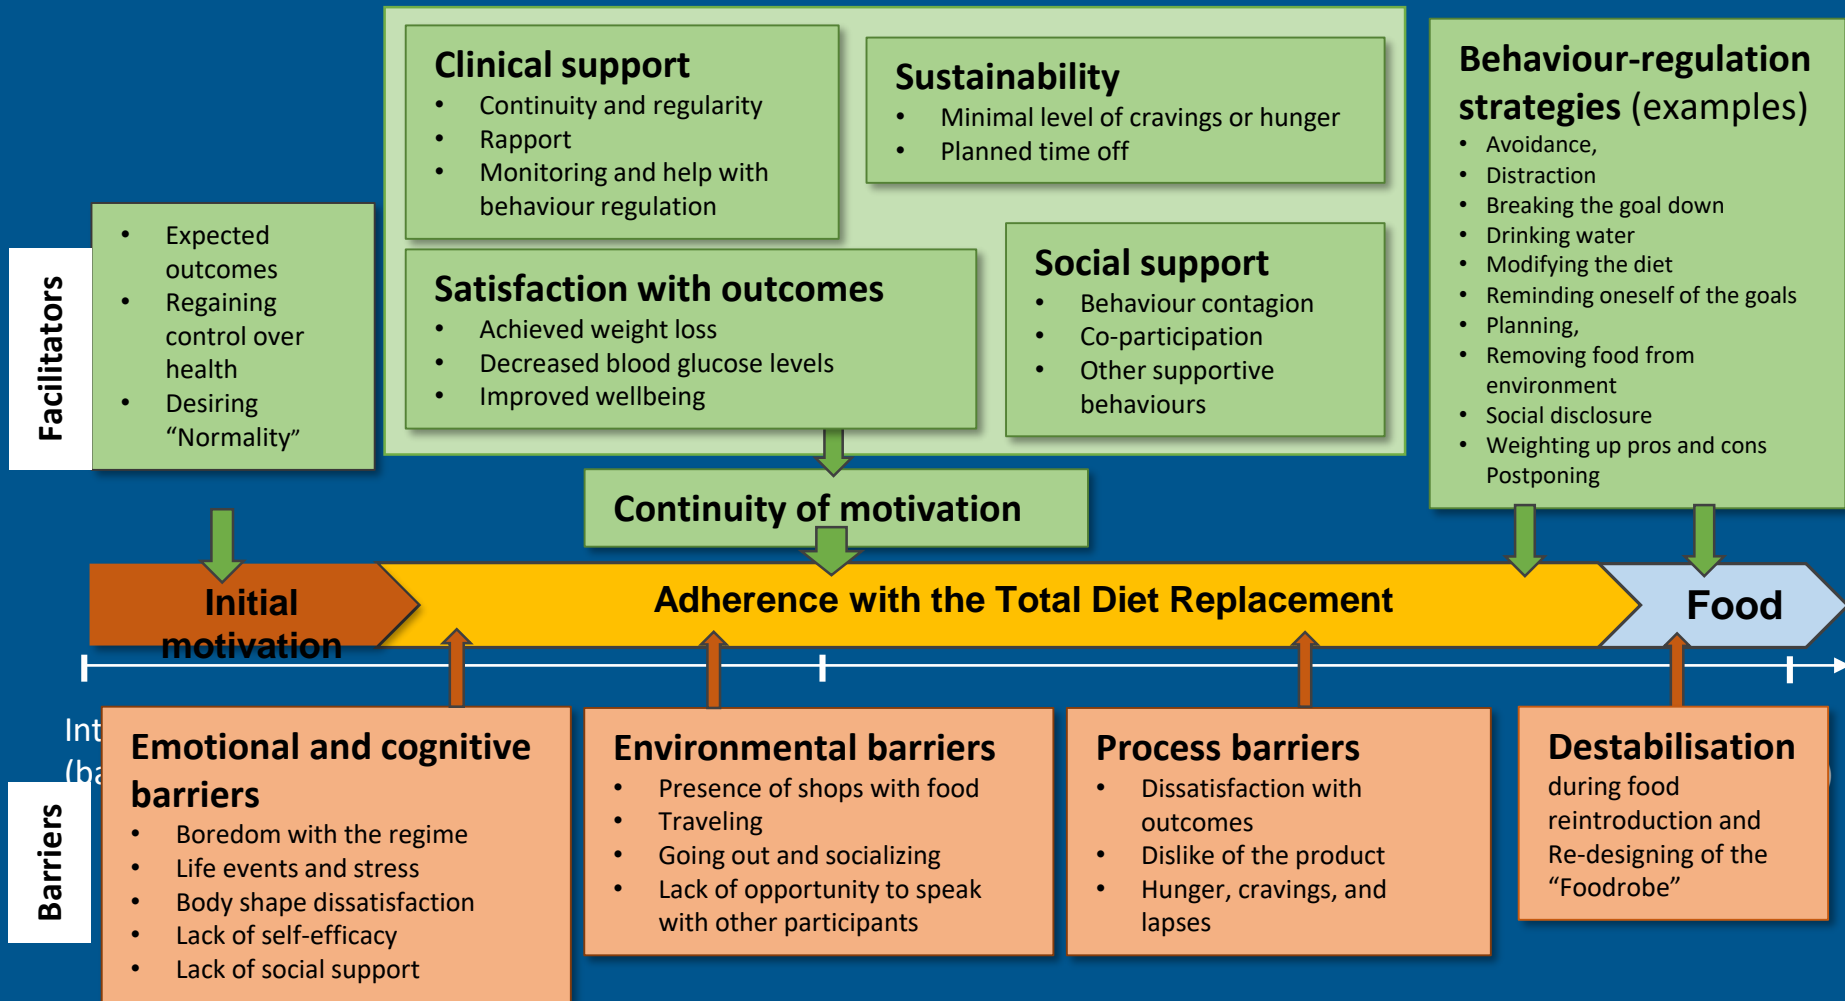 Facilitators
• Expected
outcomes
• Regaining
control over
health
• Desiring
“Normality”
Clinical support
• Continuity and regularity
• Rapport
• Monitoring and help with
behaviour regulation
Sustainability
• Minimal level of cravings or hunger
• Planned time off
Satisfaction with outcomes
• Achieved weight loss
• Decreased blood glucose levels
• Improved wellbeing
Social support
• Behaviour contagion
• Co-participation
• Other supportive
behaviours
Behaviour-regulation
strategies (examples)
• Avoidance,
• Distraction
• Breaking the goal down
• Drinking water
• Modifying the diet
• Reminding oneself of the goals
• Planning,
• Removing food from
environment
• Social disclosure
• Weighting up pros and cons
Postponing
Continuity of motivation
Initial
motivation
Adherence with the Total Diet Replacement
Food
Barriers
Emotional and cognitive
barriers
• Boredom with the regime
• Life events and stress
• Body shape dissatisfaction
• Lack of self-efficacy
• Lack of social support
Environmental barriers
• Presence of shops with food
• Traveling
• Going out and socializing
• Lack of opportunity to speak
with other participants
Process barriers
• Dissatisfaction with
outcomes
• Dislike of the product
• Hunger, cravings, and
lapses
Destabilisation
during food
reintroduction and
Re-designing of the
“Foodrobe”